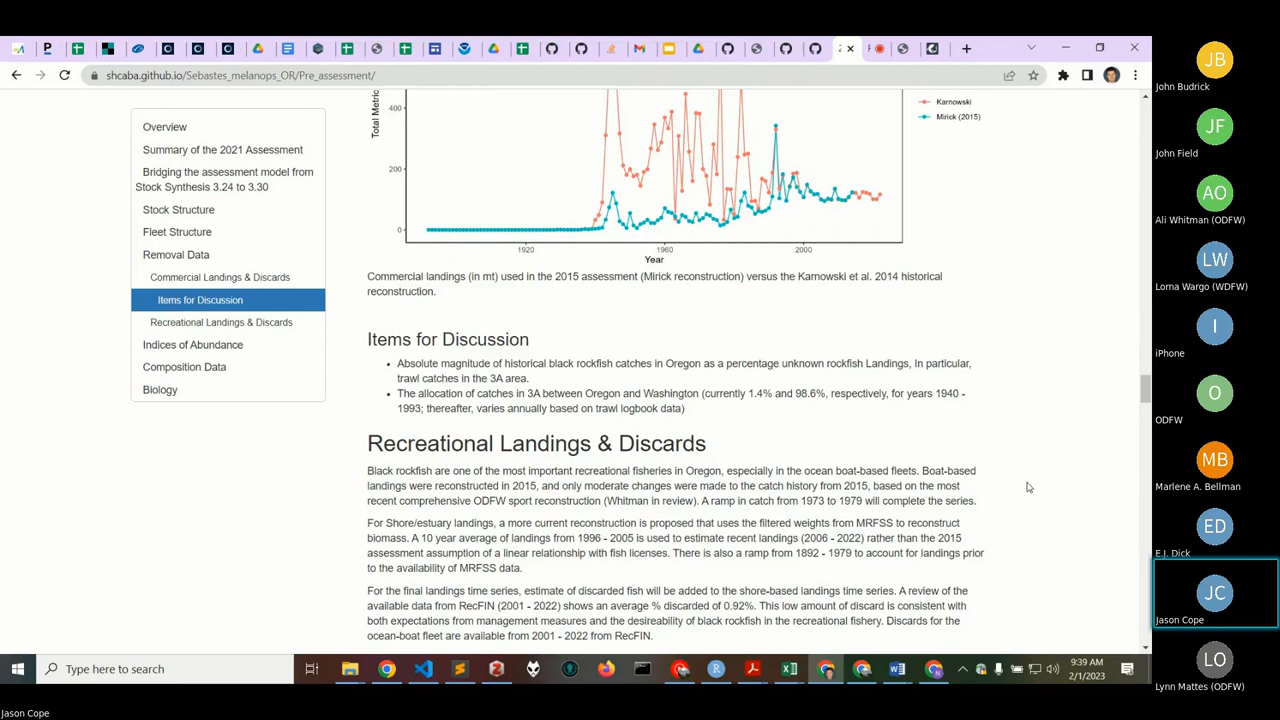 shcaba.github.io/Sebastes_melanops_OR/Pre_assessment/
Overview
Summary of the 2021 Assessment
Bridging the assessment model from
Stock Synthesis 3.24 to 3.30
Stock Structure
Fleet Structure
Removal Data
Commercial Landings & Discards
Items for Discussion
Recreational Landings & Discards
Indices of Abundance
Composition Data
Biology
Total Metric
400
200
0
1920
1960
2000
Year
Karnowski
Mirick (2015)
Commercial landings (in mt) used in the 2015 assessment (Mirick reconstruction) versus the Karnowski et al. 2014 historical
reconstruction.
Items for Discussion
Absolute magnitude of historical black rockfish catches in Oregon as a percentage unknown rockfish Landings, In particular,
trawl catches in the 3A area.
The allocation of catches in 3A between Oregon and Washington (currently 1.4% and 98.6%, respectively, for years 1940 -
1993; thereafter, varies annually based on trawl logbook data)
Recreational Landings & Discards
Black rockfish are one of the most important recreational fisheries in Oregon, especially in the ocean boat-based fleets. Boat-based
landings were reconstructed in 2015, and only moderate changes were made to the catch history from 2015, based on the most
recent comprehensive ODFW sport reconstruction (Whitman in review). A ramp in catch from 1973 to 1979 will complete the series.
For Shore/estuary landings, a more current reconstruction is proposed that uses the filtered weights from MRFSS to reconstruct
biomass. A 10 year average of landings from 1996 - 2005 is used to estimate recent landings (2006 - 2022) rather than the 2015
assessment assumption of a linear relationship with fish licenses. There is also a ramp from 1892 - 1979 to account for landings prior
to the availability of MRFSS data.
For the final landings time series, estimate of discarded fish will be added to the shore-based landings time series. A review of the
available data from RecFIN (2001 - 2022) shows an average % discarded of 0.92%. This low amount of discard is consistent with
both expectations from management measures and the desireability of black rockfish in the recreational fishery. Discards for the
ocean-boat fleet are available from 2001 - 2022 from RecFIN.
Type here to search
9:39 AM
2/1/2023
JB
John Budrick
JF
John Field
AO
Ali Whitman (ODFW)
LW
Lorna Wargo (WDFW)
I
iPhone
O
ODFW
MB
Marlene A. Bellman
ED
E.J. Dick
JC
Jason Cope
LO
Lynn Mattes (ODFW)
Jason Cope